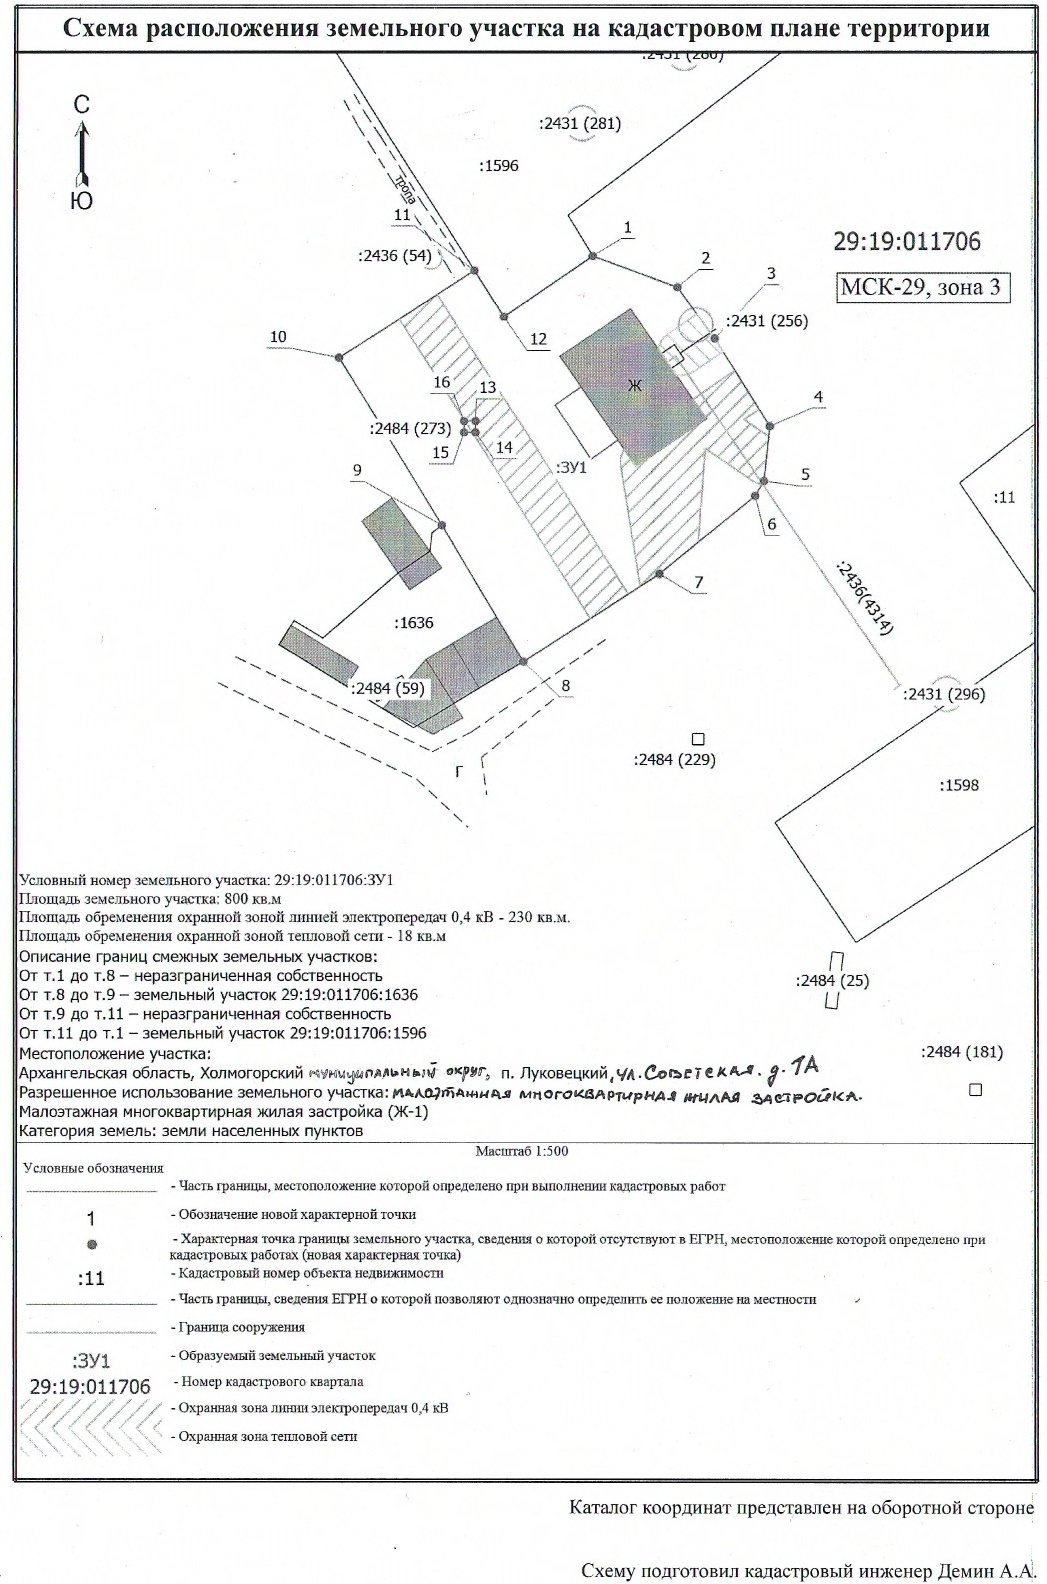 Схема расположения земельного участка на кадастровом плане территории
:2431 (280)
С
Ю
:2431 (281)
:1596
тропа
11
1
:2436 (54)
2
3
29:19:011706
МСК-29, зона 3
:2431 (256)
10
12
Ж
16
13
4
:2484 (273)
15
14
9
:ЗУ1
5
:11
6
7
:2436(4314)
:1636
:2484 (59)
8
:2431 (296)
Г
:2484 (229)
:1598
Условный номер земельного участка: 29:19:011706:ЗУ1
Площадь земельного участка: 800 кв.м
Площадь обременения охранной зоной линией электропередач 0,4 кВ - 230 кв.м.
Площадь обременения охранной зоной тепловой сети - 18 кв.м
Описание границ смежных земельных участков:
От т.1 до т.8 – неразграниченная собственность
:2484 (25)
От т.8 до т.9 – земельный участок 29:19:011706:1636
От т.9 до т.11 – неразграниченная собственность
От т.11 до т.1 – земельный участок 29:19:011706:1596
Местоположение участка:
:2484 (181)
Архангельская область, Холмогорский муниципальный округ, п. Луковецкий, ул. Советская. д. 1А
Разрешенное использование земельного участка: малоэтажная многоквартирная жилая застройка.
Малоэтажная многоквартирная жилая застройка (Ж-1)
Категория земель: земли населенных пунктов
Масштаб 1:500
Условные обозначения
- Часть границы, местоположение которой определено при выполнении кадастровых работ
1 - Обозначение новой характерной точки
- Характерная точка границы земельного участка, сведения о которой отсутствуют в ЕГРН, местоположение которой определено при
кадастровых работах (новая характерная точка)
:11 - Кадастровый номер объекта недвижимости
- Часть границы, сведения ЕГРН о которой позволяют однозначно определить ее положение на местности
- Граница сооружения
:ЗУ1 - Образуемый земельный участок
29:19:011706 - Номер кадастрового квартала
- Охранная зона линии электропередач 0,4 кВ
- Охранная зона тепловой сети
Каталог координат представлен на оборотной стороне
Схему подготовил кадастровый инженер Демин А.А.